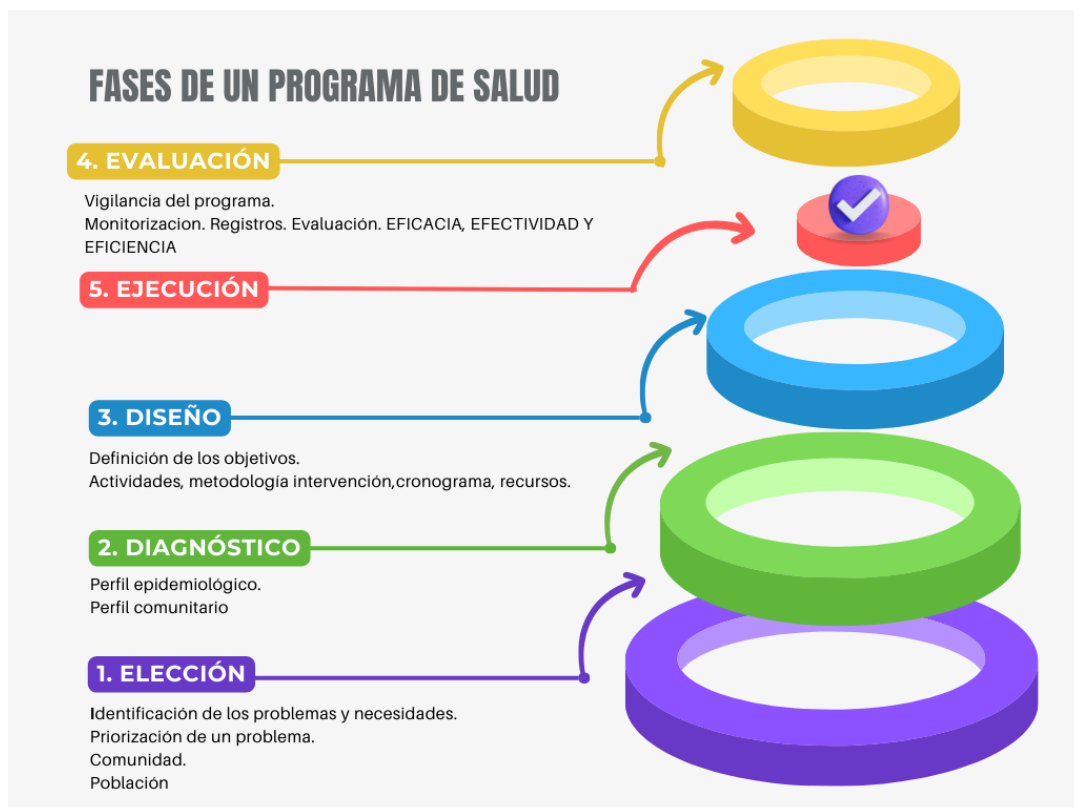 FASES DE UN PROGRAMA DE SALUD
4. EVALUACIÓN
Vigilancia del programa.
Monitorizacion. Registros. Evaluación. EFICACIA, EFECTIVIDAD Y
EFICIENCIA
5. EJECUCIÓN
3. DISEÑO
Definición de los objetivos.
Actividades, metodología intervención,cronograma, recursos.
2. DIAGNÓSTICO
Perfil epidemiológico.
Perfil comunitario
1. ELECCIÓN
Identificación de los problemas y necesidades.
Priorización de un problema.
Comunidad.
Población